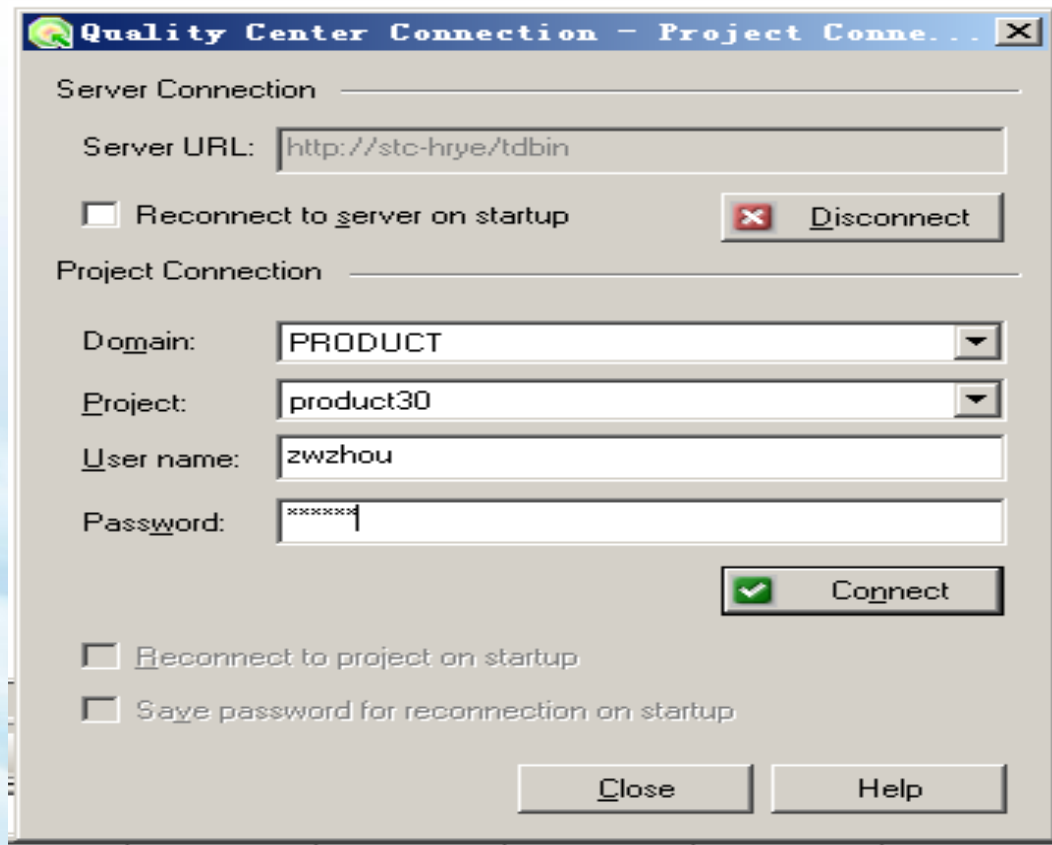 Quality Center Connection - Project Conne...
Server Connection
Server URL: http://stc-hrye/tdbin
Reconnect to server on startup Disconnect
Project Connection
Domain: PRODUCT
Project: product30
User name: zwzhou
Password: ******
Connect
Reconnect to project on startup
Save password for reconnection on startup
Close Help